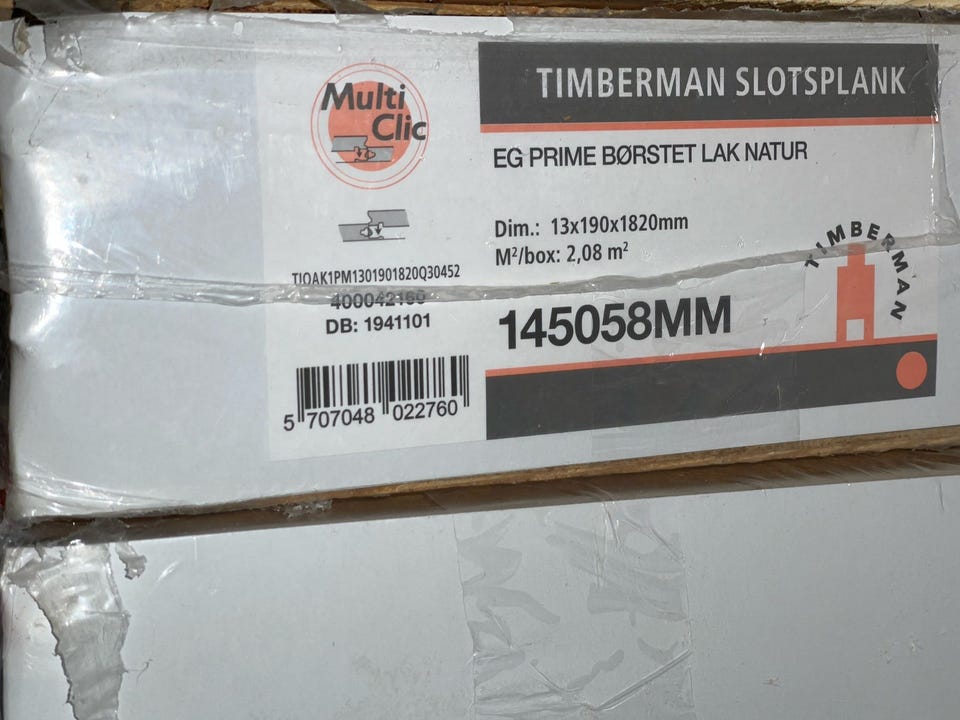 Multi
Clic
TIOAK1PM1301901820Q30452
400042160
DB: 1941101
5 707048 022760
TIMBERMAN SLOTSPLANK
EG PRIME BØRSTET LAK NATUR
Dim.: 13x190x1820mm
M²/box: 2,08 m²
145058MM
TIMBERMAN